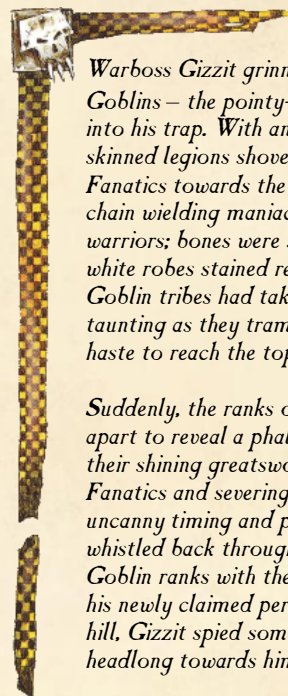 Warboss Gizzit grinn
Goblins – the pointy-
into his trap. With an
skinned legions shove
Fanatics towards the
chain wielding maniac
warriors; bones were s
white robes stained re
Goblin tribes had tak
taunting as they tram
haste to reach the top
Suddenly, the ranks o
apart to reveal a phal
their shining greatswo
Fanatics and severing
uncanny timing and p
whistled back through
Goblin ranks with the
his newly claimed per
hill, Gizzit spied som
headlong towards him